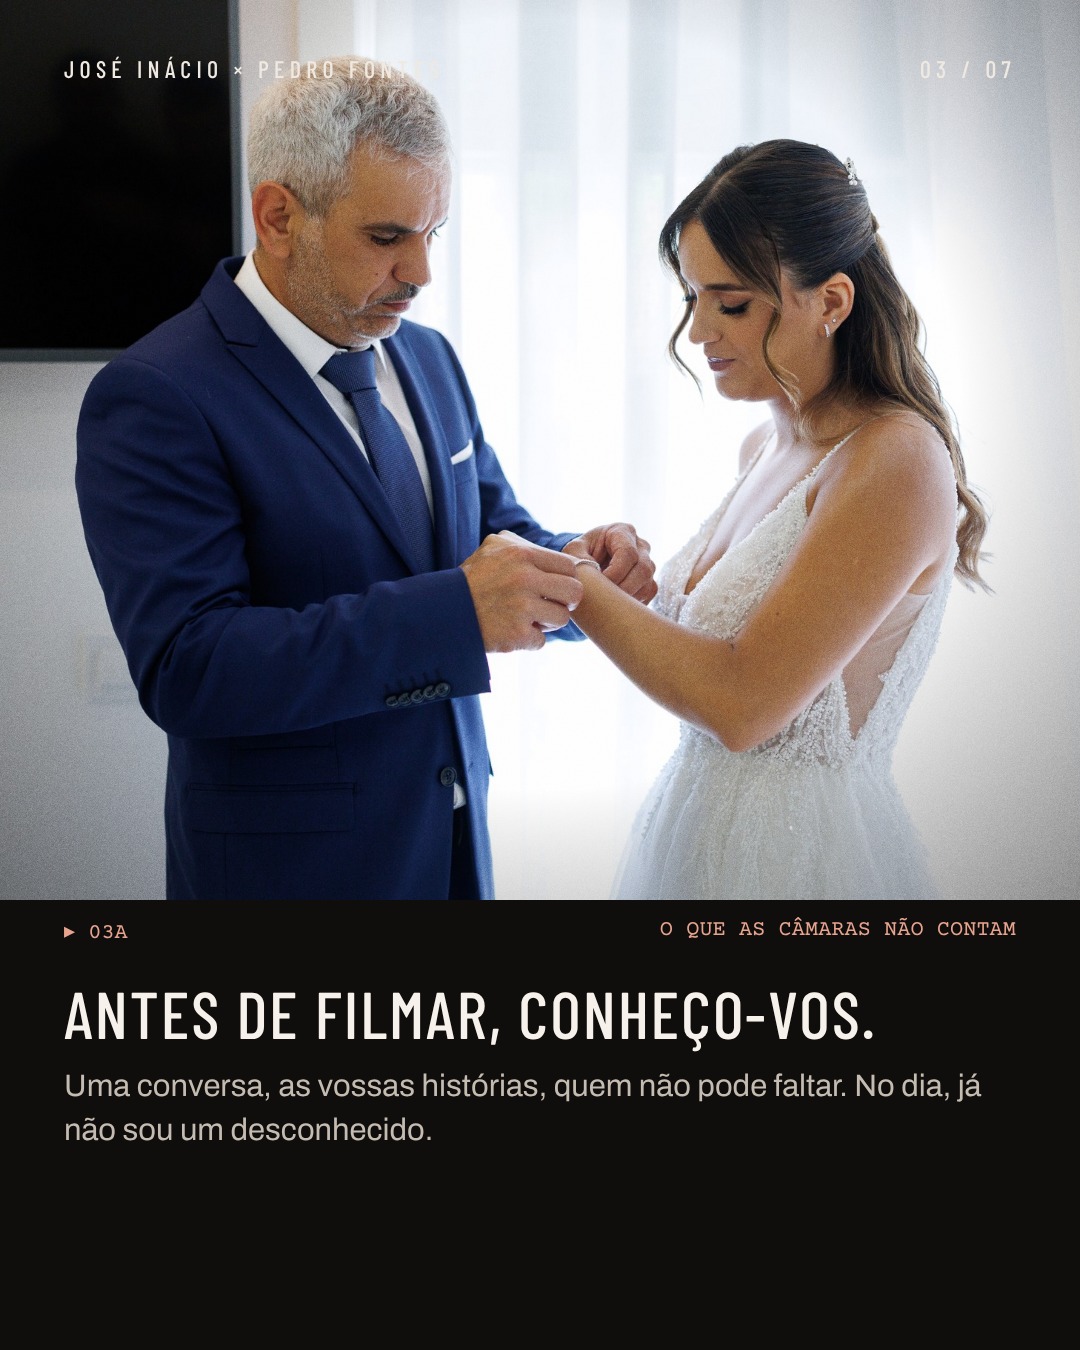 JOSÉ INÁCIO × PEDRO
03 / 07
▶ 03A
O QUE AS CÂMARAS NÃO CONTAM
ANTES DE FILMAR, CONHEÇO-VOS.
Uma conversa, as vossas histórias, quem não pode faltar. No dia, já
não sou um desconhecido.